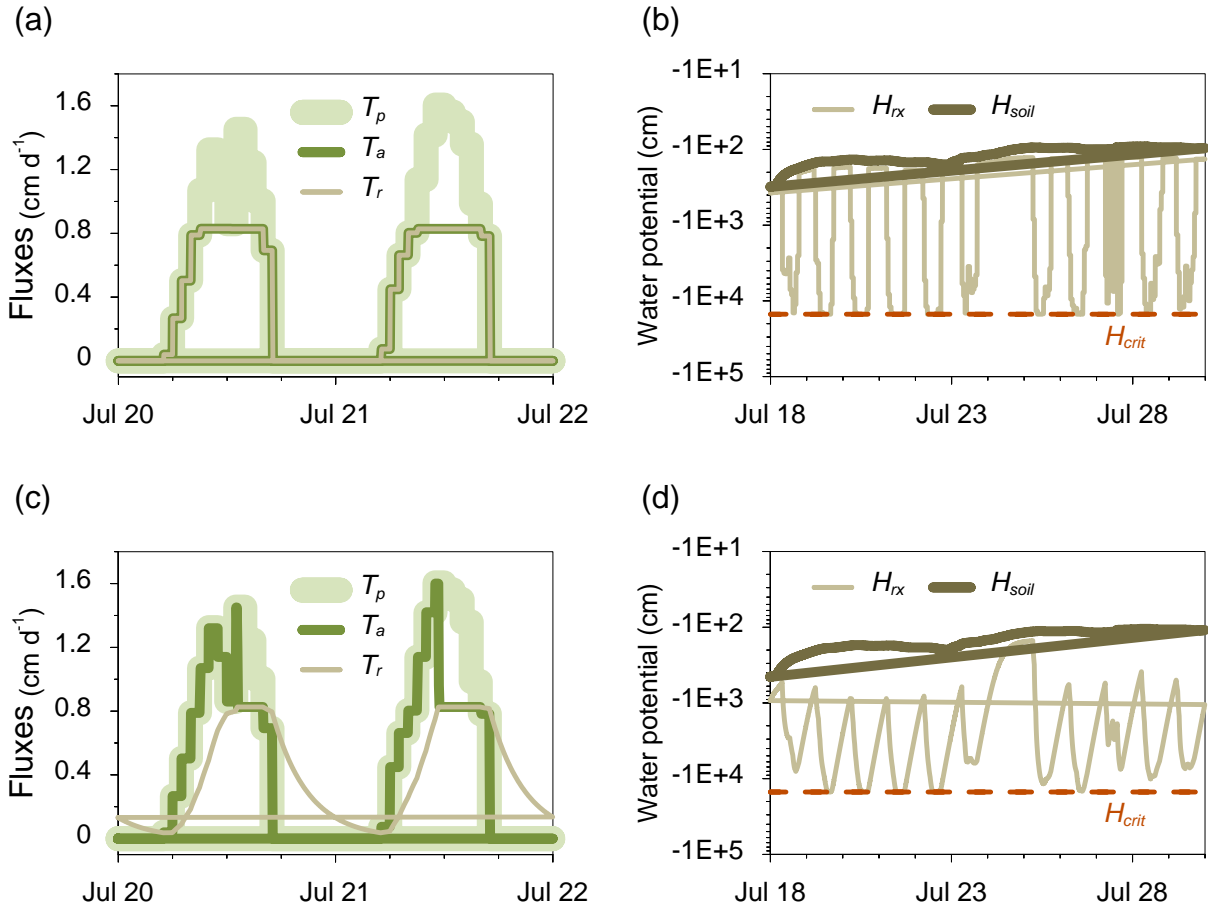 (a)
Fluxes (cm d-1)
1.6
1.2
0.8
0.4
0
Tp
Ta
Tr
Jul 20
Jul 21
Jul 22
(b)
Water potential (cm)
-1E+1
-1E+2
-1E+3
-1E+4
-1E+5
Hrx
Hsoil
Hcrit
Jul 18
Jul 23
Jul 28
(c)
Fluxes (cm d-1)
1.6
1.2
0.8
0.4
0
Tp
Ta
Tr
Jul 20
Jul 21
Jul 22
(d)
Water potential (cm)
-1E+1
-1E+2
-1E+3
-1E+4
-1E+5
Hrx
Hsoil
Hcrit
Jul 18
Jul 23
Jul 28